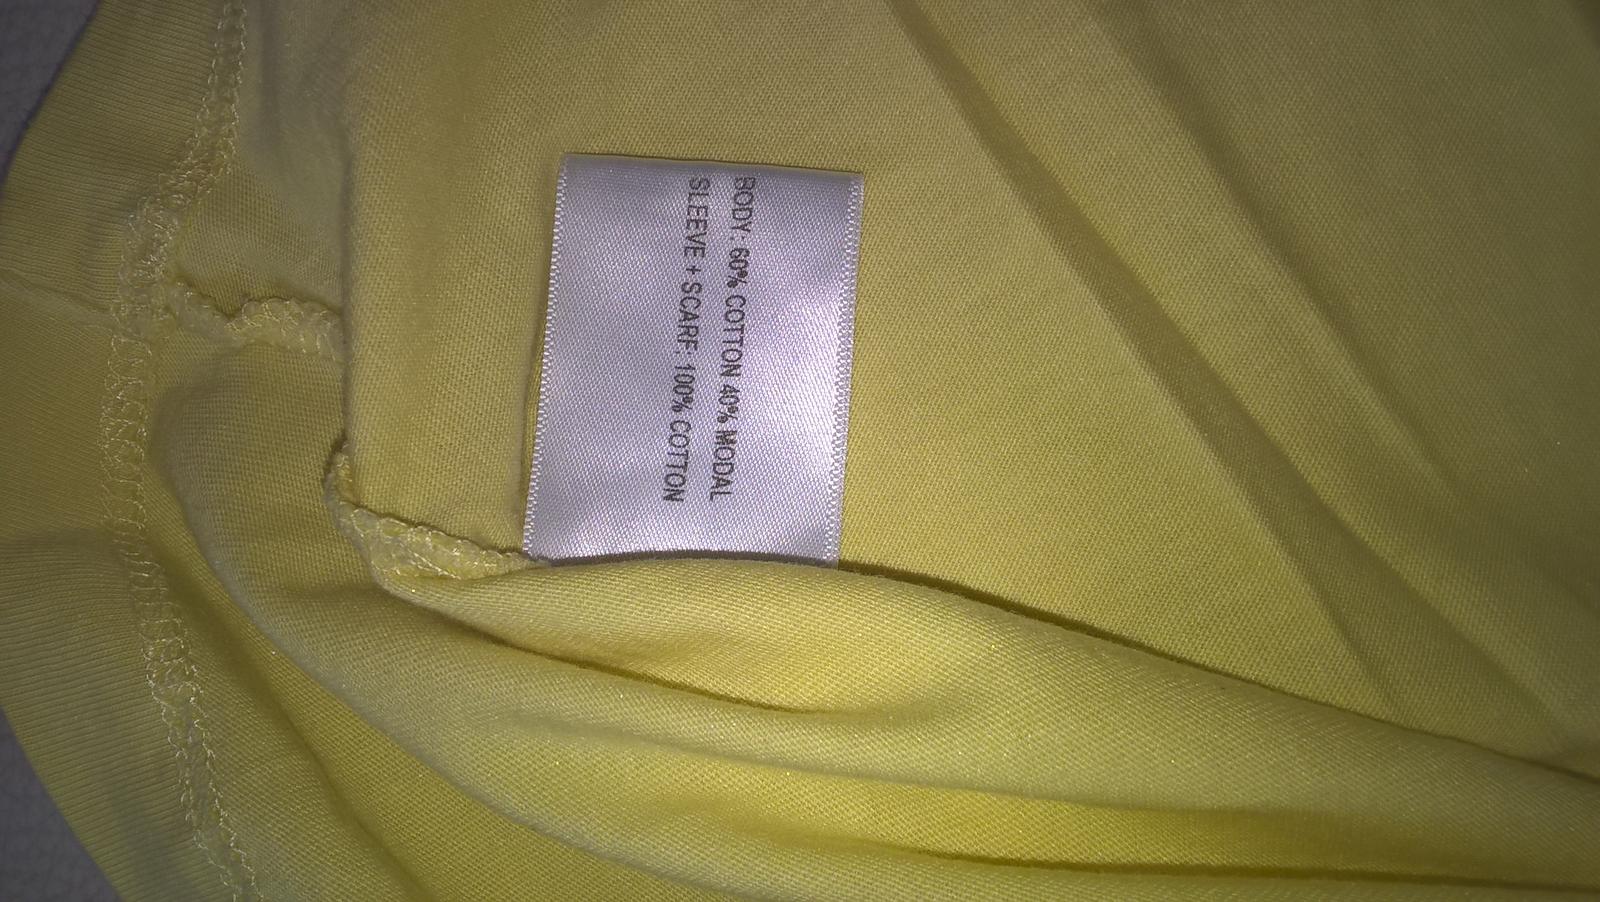 BODY: 60% COTTON 40% MODAL
SLEEVE + SCARF: 100% COTTON